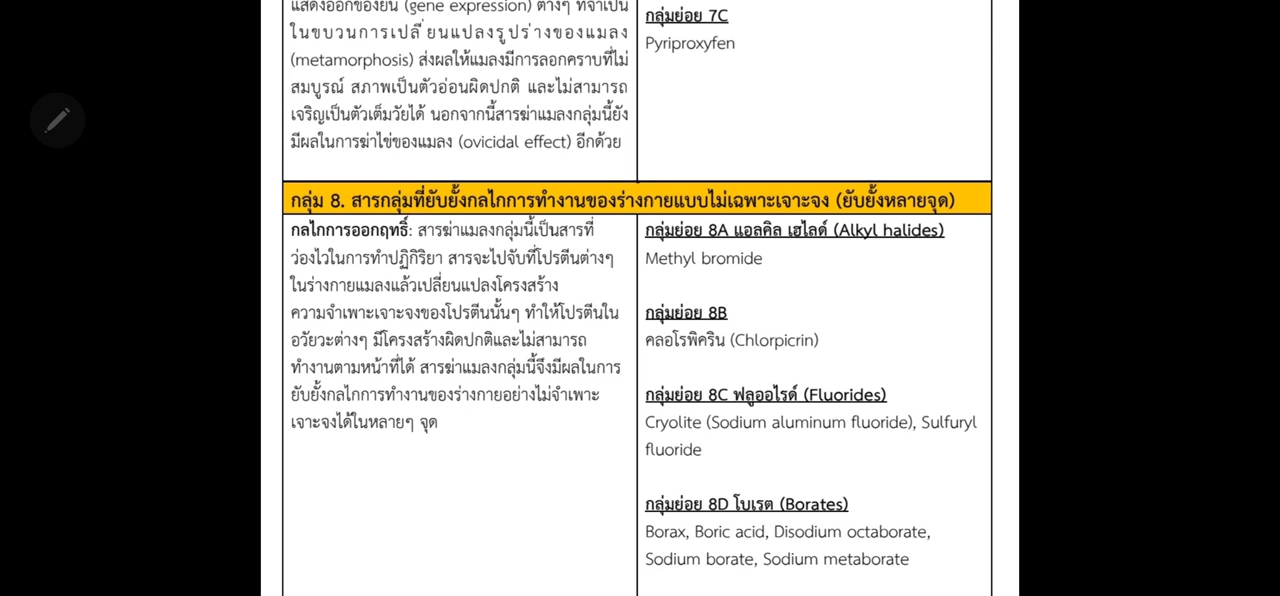 แสดงออกของยีน (gene expression) ต่างๆ ที่จำเป็น
ในขบวนการเปลี่ยนแปลงรูปร่างของแมลง
(metamorphosis) ส่งผลให้แมลงมีการลอกคราบที่ไม่
สมบูรณ์ สภาพเป็นตัวอ่อนผิดปกติ และไม่สามารถ
เจริญเป็นตัวเต็มวัยได้ นอกจากนี้สารฆ่าแมลงกลุ่มนี้ยัง
มีผลในการฆ่าไข่ของแมลง (ovicidal effect) อีกด้วย
กลุ่มย่อย 7C
Pyriproxyfen
กลุ่ม 8. สารกลุ่มที่ยับยั้งกลไกการทำงานของร่างกายแบบไม่เฉพาะเจาะจง (ยับยั้งหลายจุด)
กลไกการออกฤทธิ์: สารฆ่าแมลงกลุ่มนี้เป็นสารที่
ว่องไวในการทำปฏิกิริยา สารจะไปจับที่โปรตีนต่างๆ
ในร่างกายแมลงแล้วเปลี่ยนแปลงโครงสร้าง
ความจำเพาะเจาะจงของโปรตีนนั้นๆ ทำให้โปรตีนใน
อวัยวะต่างๆ มีโครงสร้างผิดปกติและไม่สามารถ
ทำงานตามหน้าที่ได้ สารฆ่าแมลงกลุ่มนี้จึงมีผลในการ
ยับยั้งกลไกการทำงานของร่างกายอย่างไม่จำเพาะ
เจาะจงได้ในหลายๆ จุด
กลุ่มย่อย 8A แอลคิล เฮไลด์ (Alkyl halides)
Methyl bromide
กลุ่มย่อย 8B
คลอโรพิคริน (Chlorpicrin)
กลุ่มย่อย 8C ฟลูออไรด์ (Fluorides)
Cryolite (Sodium aluminum fluoride), Sulfuryl
fluoride
กลุ่มย่อย 8D โบเรต (Borates)
Borax, Boric acid, Disodium octaborate,
Sodium borate, Sodium metaborate